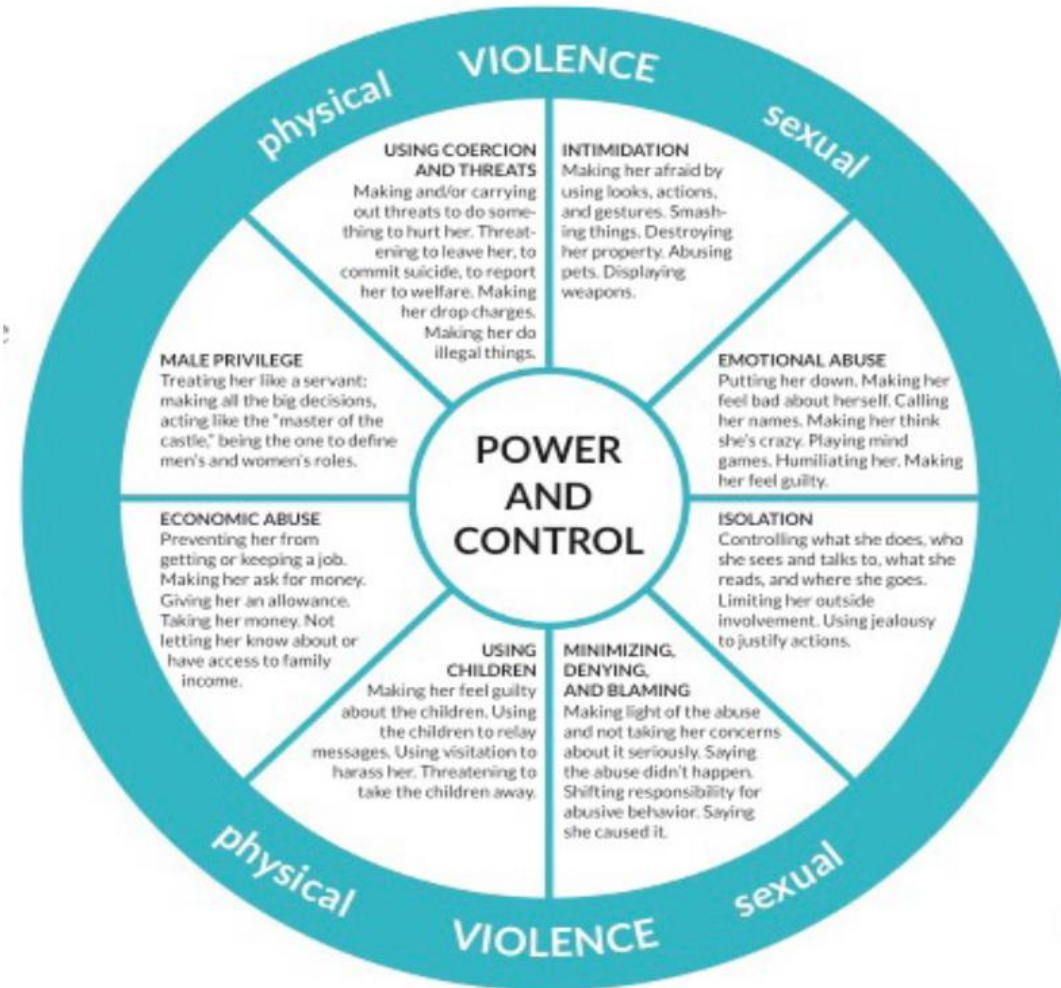 physical VIOLENCE sexual
USING COERCION
AND THREATS
Making and/or carrying
out threats to do some-
thing to hurt her. Threat-
ening to leave her, to
commit suicide, to report
her to welfare. Making
her drop charges.
Making her do
illegal things.
INTIMIDATION
Making her afraid by
using looks, actions,
and gestures. Smash-
ing things. Destroying
her property. Abusing
pets. Displaying
weapons.
MALE PRIVILEGE
Treating her like a servant:
making all the big decisions,
acting like the "master of the
castle," being the one to define
men's and women's roles.
EMOTIONAL ABUSE
Putting her down. Making her
feel bad about herself. Calling
her names. Making her think
she's crazy. Playing mind
games. Humiliating her. Making
her feel guilty.
POWER
AND
CONTROL
ECONOMIC ABUSE
Preventing her from
getting or keeping a job.
Making her ask for money.
Giving her an allowance.
Taking her money. Not
letting her know about or
have access to family
income.
ISOLATION
Controlling what she does, who
she sees and talks to, what she
reads, and where she goes.
Limiting her outside
involvement. Using jealousy
to justify actions.
USING
CHILDREN
Making her feel guilty
about the children. Using
the children to relay
messages. Using visitation to
harass her. Threatening to
take the children away.
MINIMIZING,
DENYING,
AND BLAMING
Making light of the abuse
and not taking her concerns
about it seriously. Saying
the abuse didn't happen.
Shifting responsibility for
abusive behavior. Saying
she caused it.
physical VIOLENCE sexual